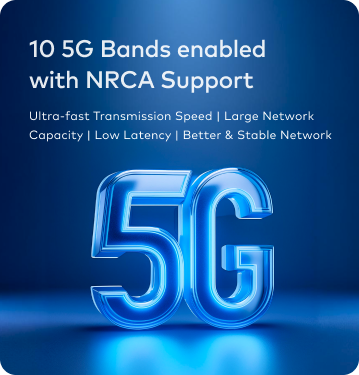 10 5G Bands enabled
with NRCA Support
Ultra-fast Transmission Speed | Large Network
Capacity | Low Latency | Better & Stable Network
5G